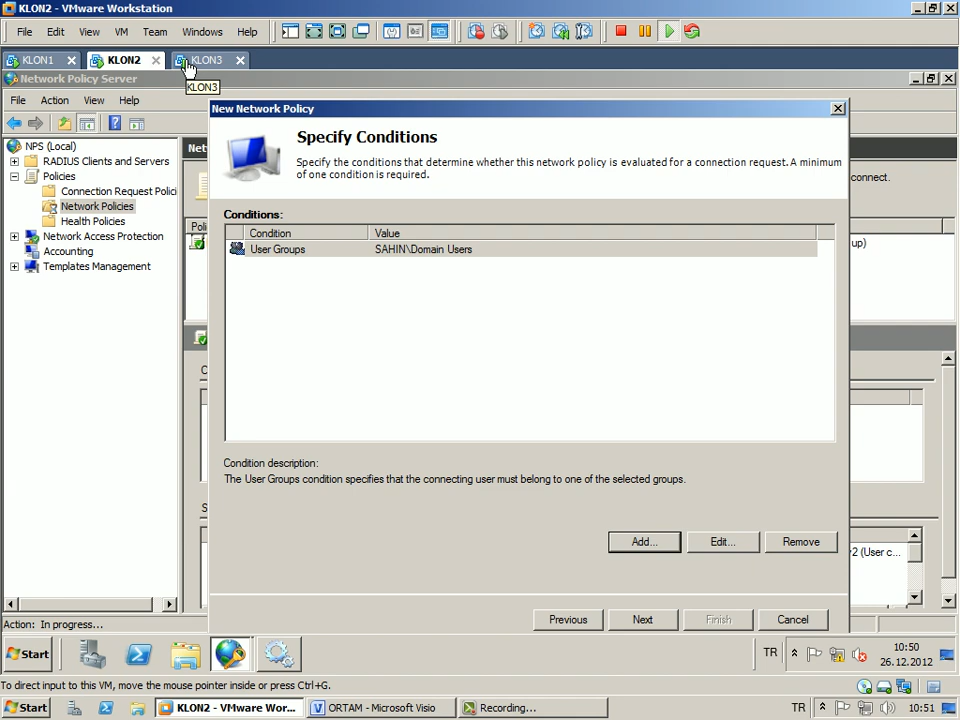 KLON2 - VMware Workstation
File Edit View VM Team Windows Help
KLON1 KLON2 KLON3
KLON3
Network Policy Server
File Action View Help
NPS (Local)
RADIUS Clients and Servers
Policies
Connection Request Polici
Network Policies
Health Policies
Network Access Protection
Accounting
Templates Management
Net
connect.
Poli
up)
New Network Policy
Specify Conditions
Specify the conditions that determine whether this network policy is evaluated for a connection request. A minimum
of one condition is required.
Conditions:
Condition Value
User Groups SAHIN\Domain Users
Condition description:
The User Groups condition specifies that the connecting user must belong to one of the selected groups.
Add... Edit... Remove
Previous Next Finish Cancel
C
S
v2 (User c...
Action: In progress...
Start TR 10:50
26.12.2012
To direct input to this VM, move the mouse pointer inside or press Ctrl+G.
Start KLON2 - VMware Wor... ORTAM - Microsoft Visio Recording... TR 10:51